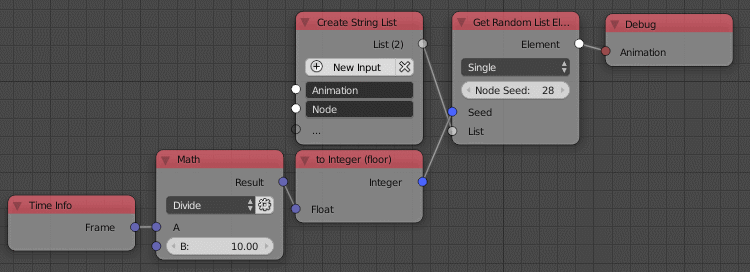 Create String List
List (2)
New Input
Animation
Node
...
Get Random List El...
Element
Single
Node Seed: 28
Seed
List
Debug
Animation
Math
Result
Divide
A
B: 10.00
to Integer (floor)
Integer
Float
Time Info
Frame